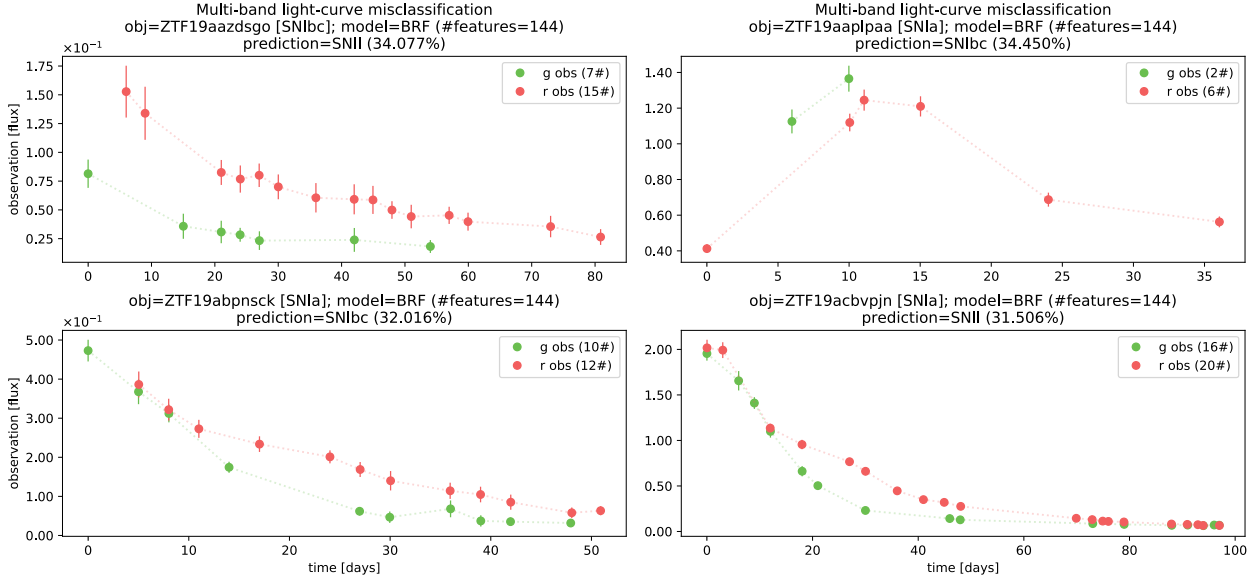 Multi-band light-curve misclassification
obj=ZTF19aazdsgo [SNIbc]; model=BRF (#features=144)
prediction=SNII (34.077%)
×10⁻¹
1.75
1.50
1.25
1.00
0.75
0.50
0.25
observation [flux]
g obs (7#)
r obs (15#)
0 10 20 30 40 50 60 70 80
Multi-band light-curve misclassification
obj=ZTF19aaplpaa [SNIa]; model=BRF (#features=144)
prediction=SNIbc (34.450%)
1.40
1.20
1.00
0.80
0.60
0.40
g obs (2#)
r obs (6#)
0 5 10 15 20 25 30 35
obj=ZTF19abpnsck [SNIa]; model=BRF (#features=144)
prediction=SNIbc (32.016%)
×10⁻¹
5.00
4.00
3.00
2.00
1.00
0.00
observation [flux]
g obs (10#)
r obs (12#)
0 10 20 30 40 50
time [days]
obj=ZTF19acbvpjn [SNIa]; model=BRF (#features=144)
prediction=SNII (31.506%)
2.00
1.50
1.00
0.50
0.00
g obs (16#)
r obs (20#)
0 20 40 60 80 100
time [days]